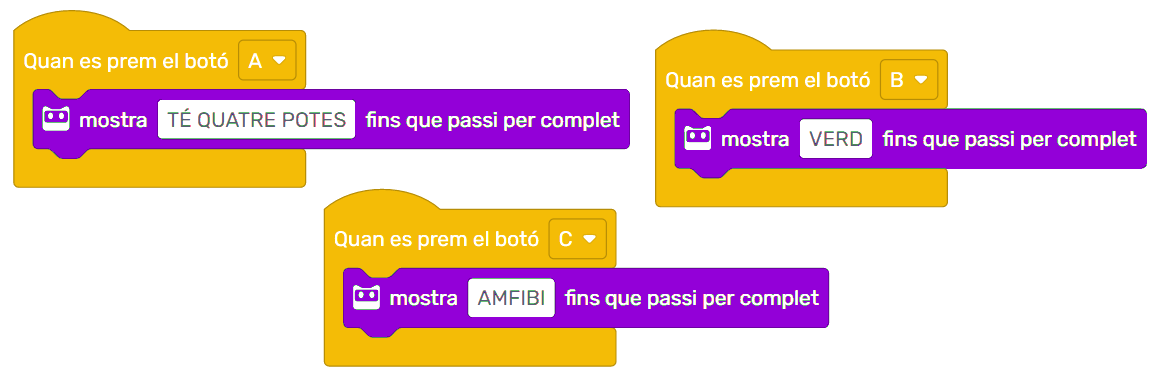 Quan es prem el botó A
mostra TÉ QUATRE POTES fins que passi per complet
Quan es prem el botó B
mostra VERD fins que passi per complet
Quan es prem el botó C
mostra AMFIBI fins que passi per complet